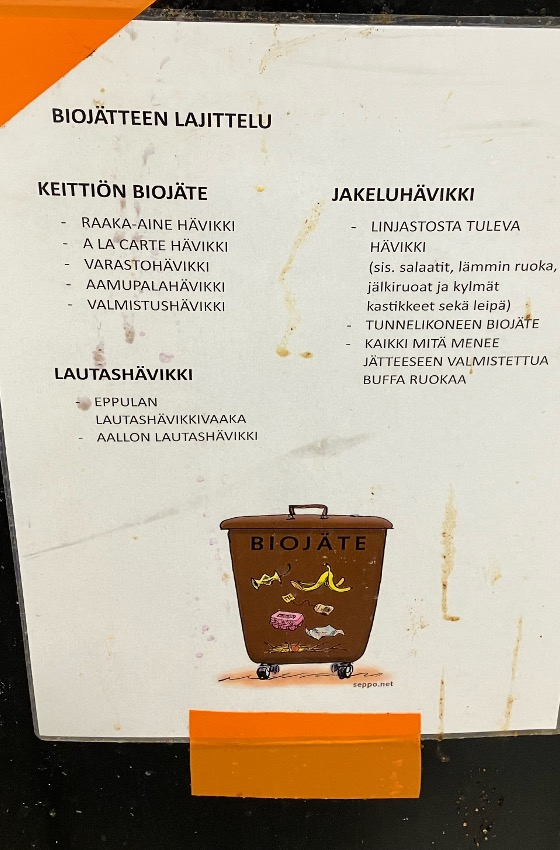 BIOJÄTTEEN LAJITTELU
KEITTIÖN BIOJÄTE
- RAAKA-AINE HÄVIKKI
- A LA CARTE HÄVIKKI
- VARASTOHÄVIKKI
- AAMUPALAHÄVIKKI
- VALMISTUSHÄVIKKI
LAUTASHÄVIKKI
- EPPULAN
LAUTASHÄVIKKIVAAKA
- AALLON LAUTASHÄVIKKI
JAKELUHÄVIKKI
- LINJASTOSTA TULEVA
HÄVIKKI
(sis. salaatit, lämmin ruoka,
jälkiruoat ja kylmät
kastikkeet sekä leipä)
- TUNNELIKONEEN BIOJÄTE
- KAIKKI MITÄ MENEE
JÄTTEESEEN VALMISTETTUA
BUFFA RUOKAA
BIOJÄTE
seppo.net